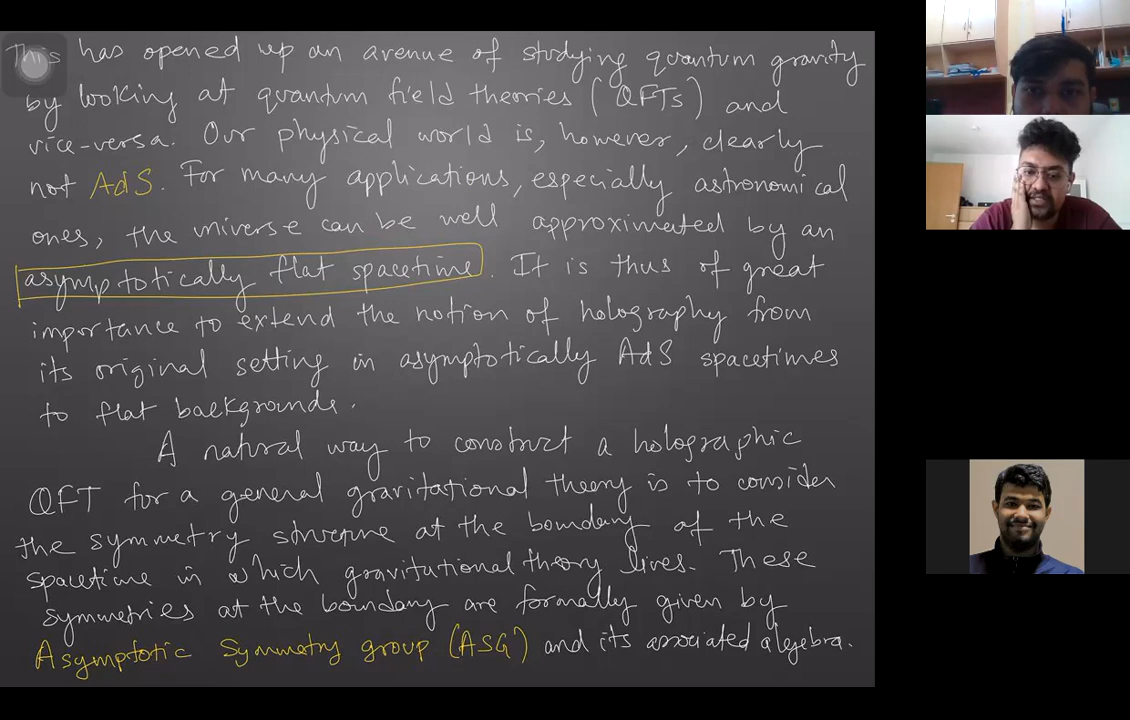 This has opened up an avenue of studying quantum gravity
by looking at quantum field theories (QFTs) and
vice-versa. Our physical world is, however, clearly
not AdS. For many applications, especially astronomical
ones, the universe can be well approximated by an
asymptotically flat spacetime. It is thus of great
importance to extend the notion of holography from
its original setting in asymptotically AdS spacetimes
to flat backgrounds.
A natural way to construct a holographic
QFT for a general gravitational theory is to consider
the symmetry structure at the boundary of the
spacetime in which gravitational theory lives. These
symmetries at the boundary are formally given by
Asymptotic Symmetry group (ASG) and its associated algebra.